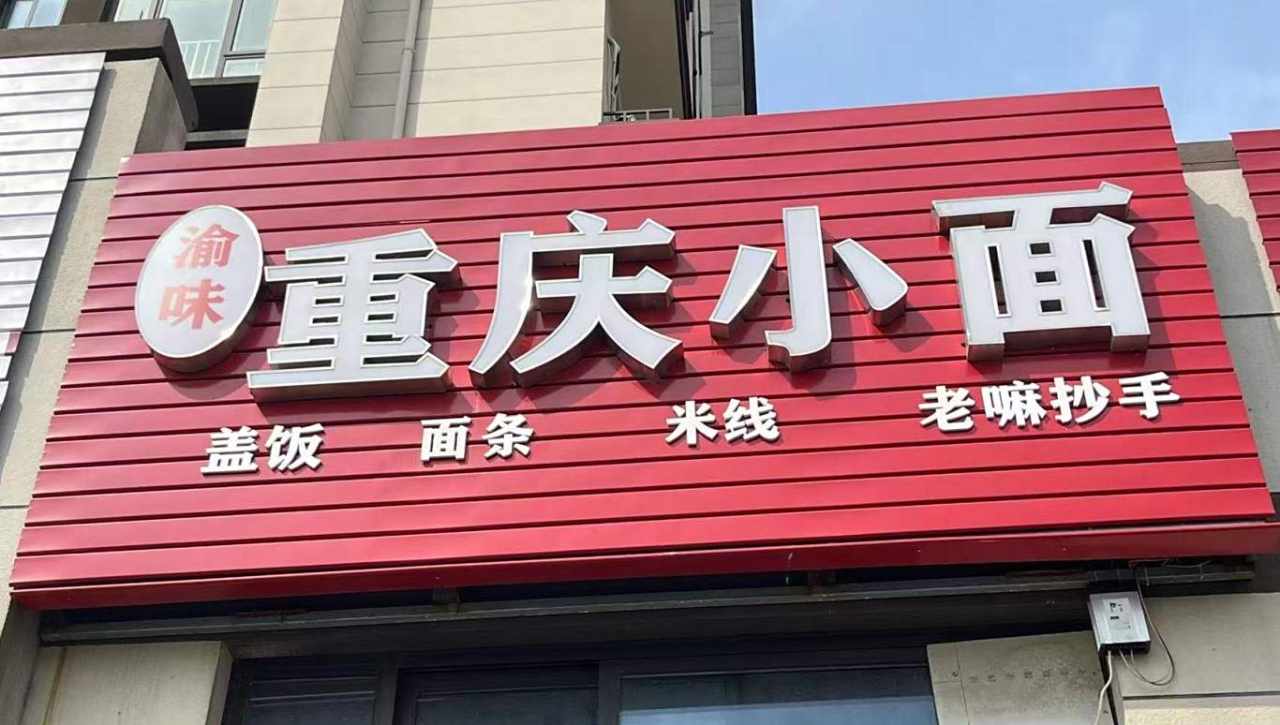 渝味
重庆小面
盖饭 面条 米线 老嘛抄手